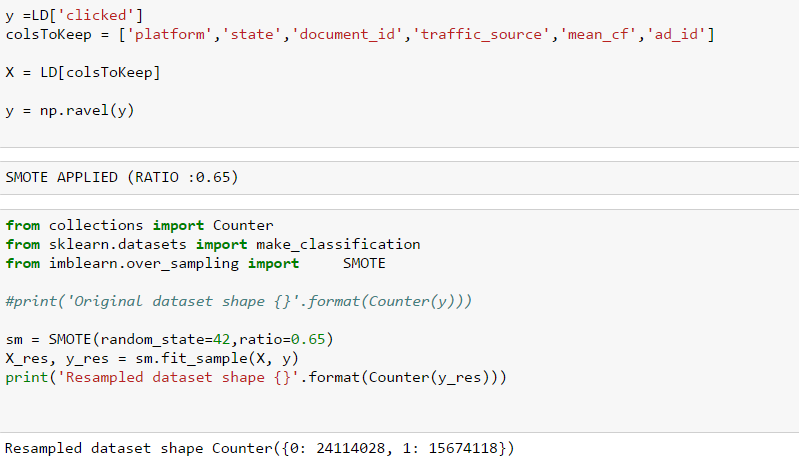 y =LD['clicked']
colsToKeep = ['platform','state','document_id','traffic_source','mean_cf','ad_id']
X = LD[colsToKeep]
y = np.ravel(y)
SMOTE APPLIED (RATIO :0.65)
from collections import Counter
from sklearn.datasets import make_classification
from imblearn.over_sampling import     SMOTE
#print('Original dataset shape {}'.format(Counter(y)))
sm = SMOTE(random_state=42,ratio=0.65)
X_res, y_res = sm.fit_sample(X, y)
print('Resampled dataset shape {}'.format(Counter(y_res)))
Resampled dataset shape Counter({0: 24114028, 1: 15674118})